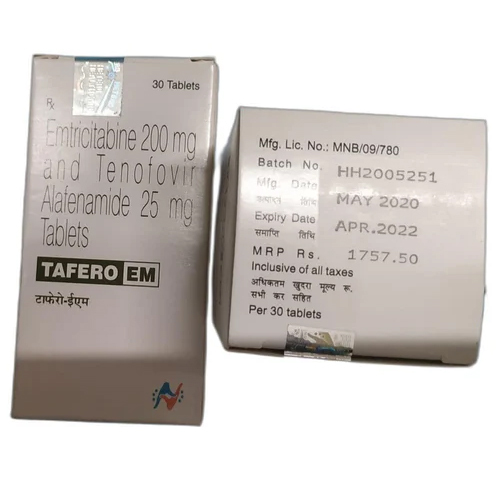 30 Tablets
Rx
Emtricitabine 200 mg
and Tenofovir
Alafenamide 25 mg
Tablets
TAFERO EM
टाफेरो-ईएम
Mfg. Lic. No.: MNB/09/780
Batch No. HH2005251
Mfg. Date MAY 2020
तिथि
Expiry Date APR.2022
समाप्ति तिथि
MRP Rs. 1757.50
Inclusive of all taxes
अधिकतम खुदरा मूल्य रू.
सभी कर सहित
Per 30 tablets